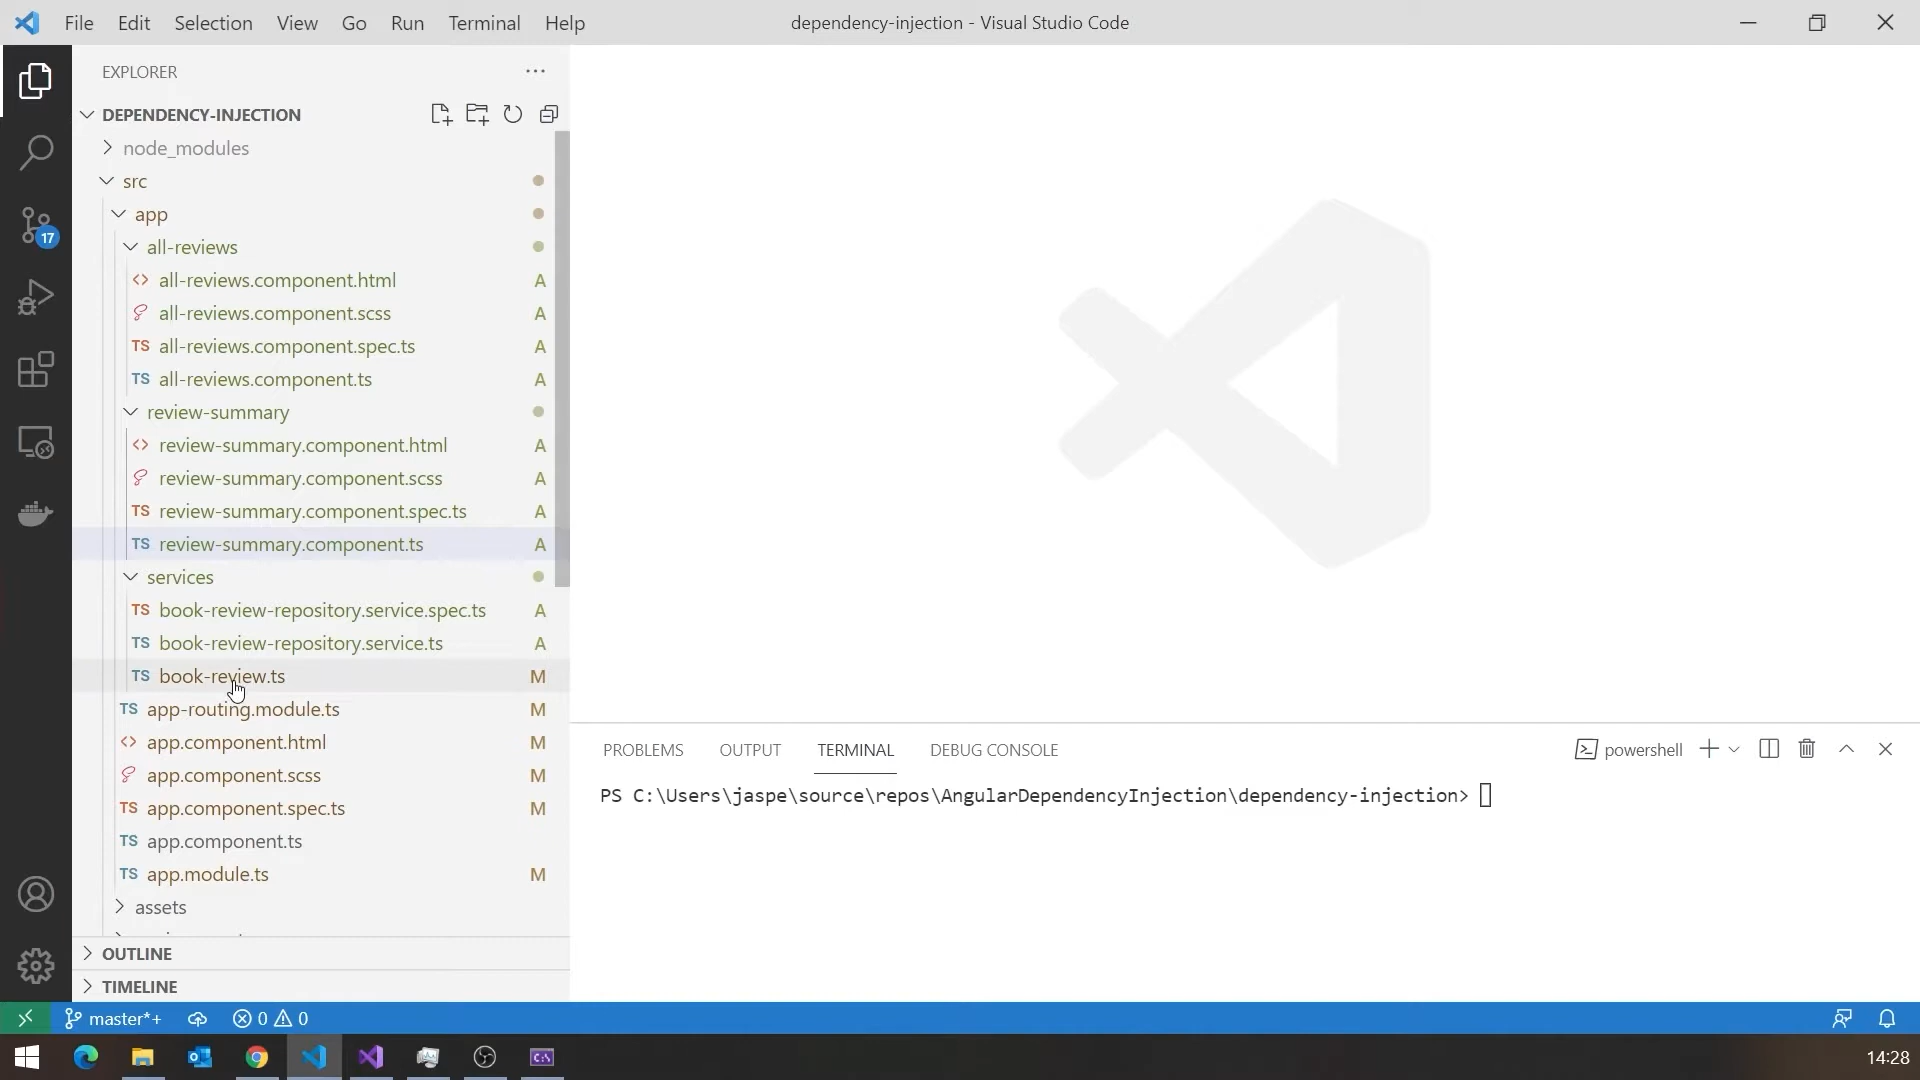 File Edit Selection View Go Run Terminal Help
dependency-injection - Visual Studio Code
EXPLORER
DEPENDENCY-INJECTION
node_modules
src
app
all-reviews
all-reviews.component.html A
all-reviews.component.scss A
TS all-reviews.component.spec.ts A
TS all-reviews.component.ts A
review-summary
review-summary.component.html A
review-summary.component.scss A
TS review-summary.component.spec.ts A
TS review-summary.component.ts A
services
TS book-review-repository.service.spec.ts A
TS book-review-repository.service.ts A
TS book-review.ts M
TS app-routing.module.ts M
app.component.html M
app.component.scss M
TS app.component.spec.ts M
TS app.component.ts
TS app.module.ts M
assets
OUTLINE
TIMELINE
17
PROBLEMS OUTPUT TERMINAL DEBUG CONSOLE
powershell
PS C:\Users\jaspe\source\repos\AngularDependencyInjection\dependency-injection>
master*+ 0 0
14:28